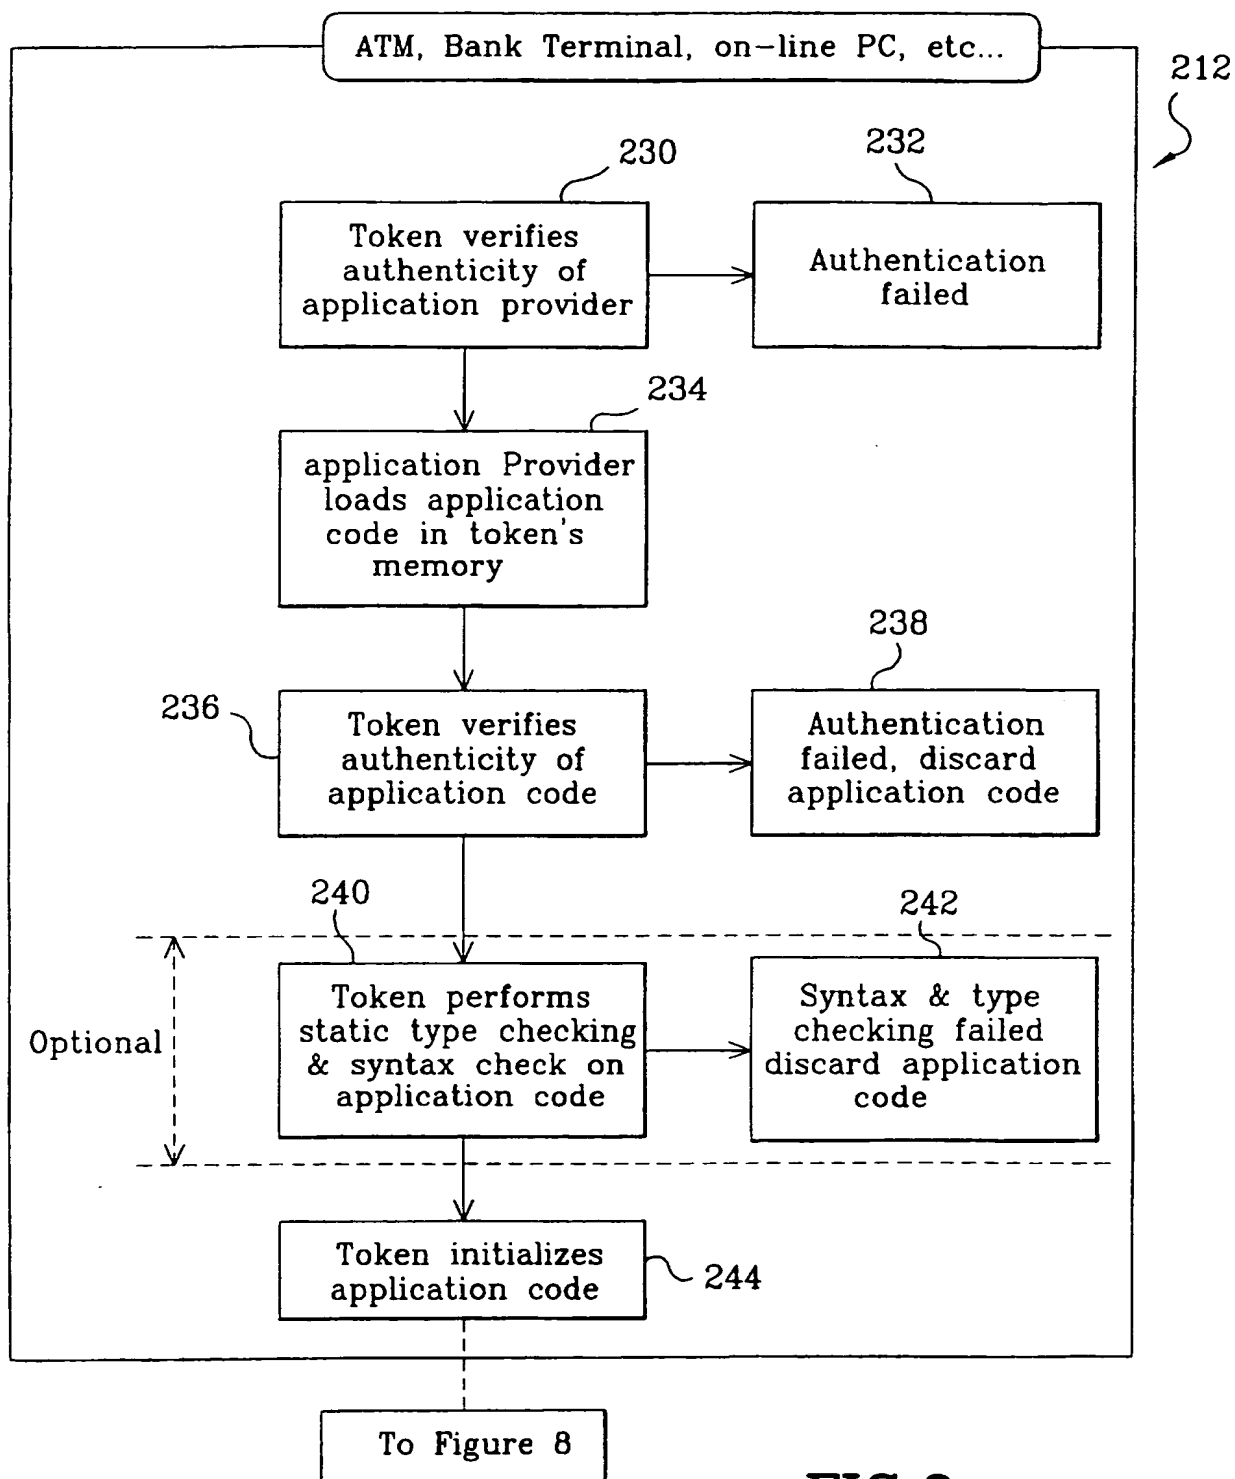 ATM, Bank Terminal, on-line PC, etc...
212
230
232
Token verifies
authenticity of
application provider
Authentication
failed
234
application Provider
loads application
code in token's
memory
238
236
Token verifies
authenticity of
application code
Authentication
failed, discard
application code
240
242
Optional
Token performs
static type checking
& syntax check on
application code
Syntax & type
checking failed
discard application
code
Token initializes
application code
244
To Figure 8